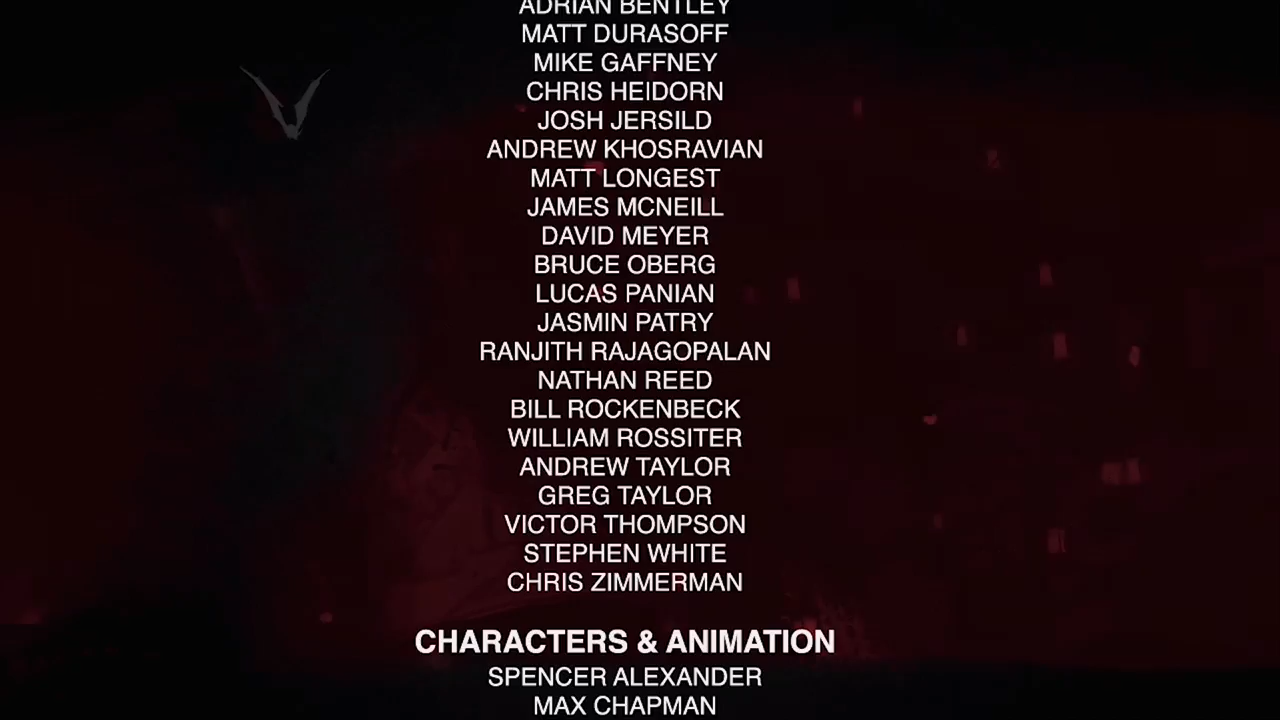 ADRIAN BENTLEY
MATT DURASOFF
MIKE GAFFNEY
CHRIS HEIDORN
JOSH JERSILD
ANDREW KHOSRAVIAN
MATT LONGEST
JAMES MCNEILL
DAVID MEYER
BRUCE OBERG
LUCAS PANIAN
JASMIN PATRY
RANJITH RAJAGOPALAN
NATHAN REED
BILL ROCKENBECK
WILLIAM ROSSITER
ANDREW TAYLOR
GREG TAYLOR
VICTOR THOMPSON
STEPHEN WHITE
CHRIS ZIMMERMAN
CHARACTERS & ANIMATION
SPENCER ALEXANDER
MAX CHAPMAN